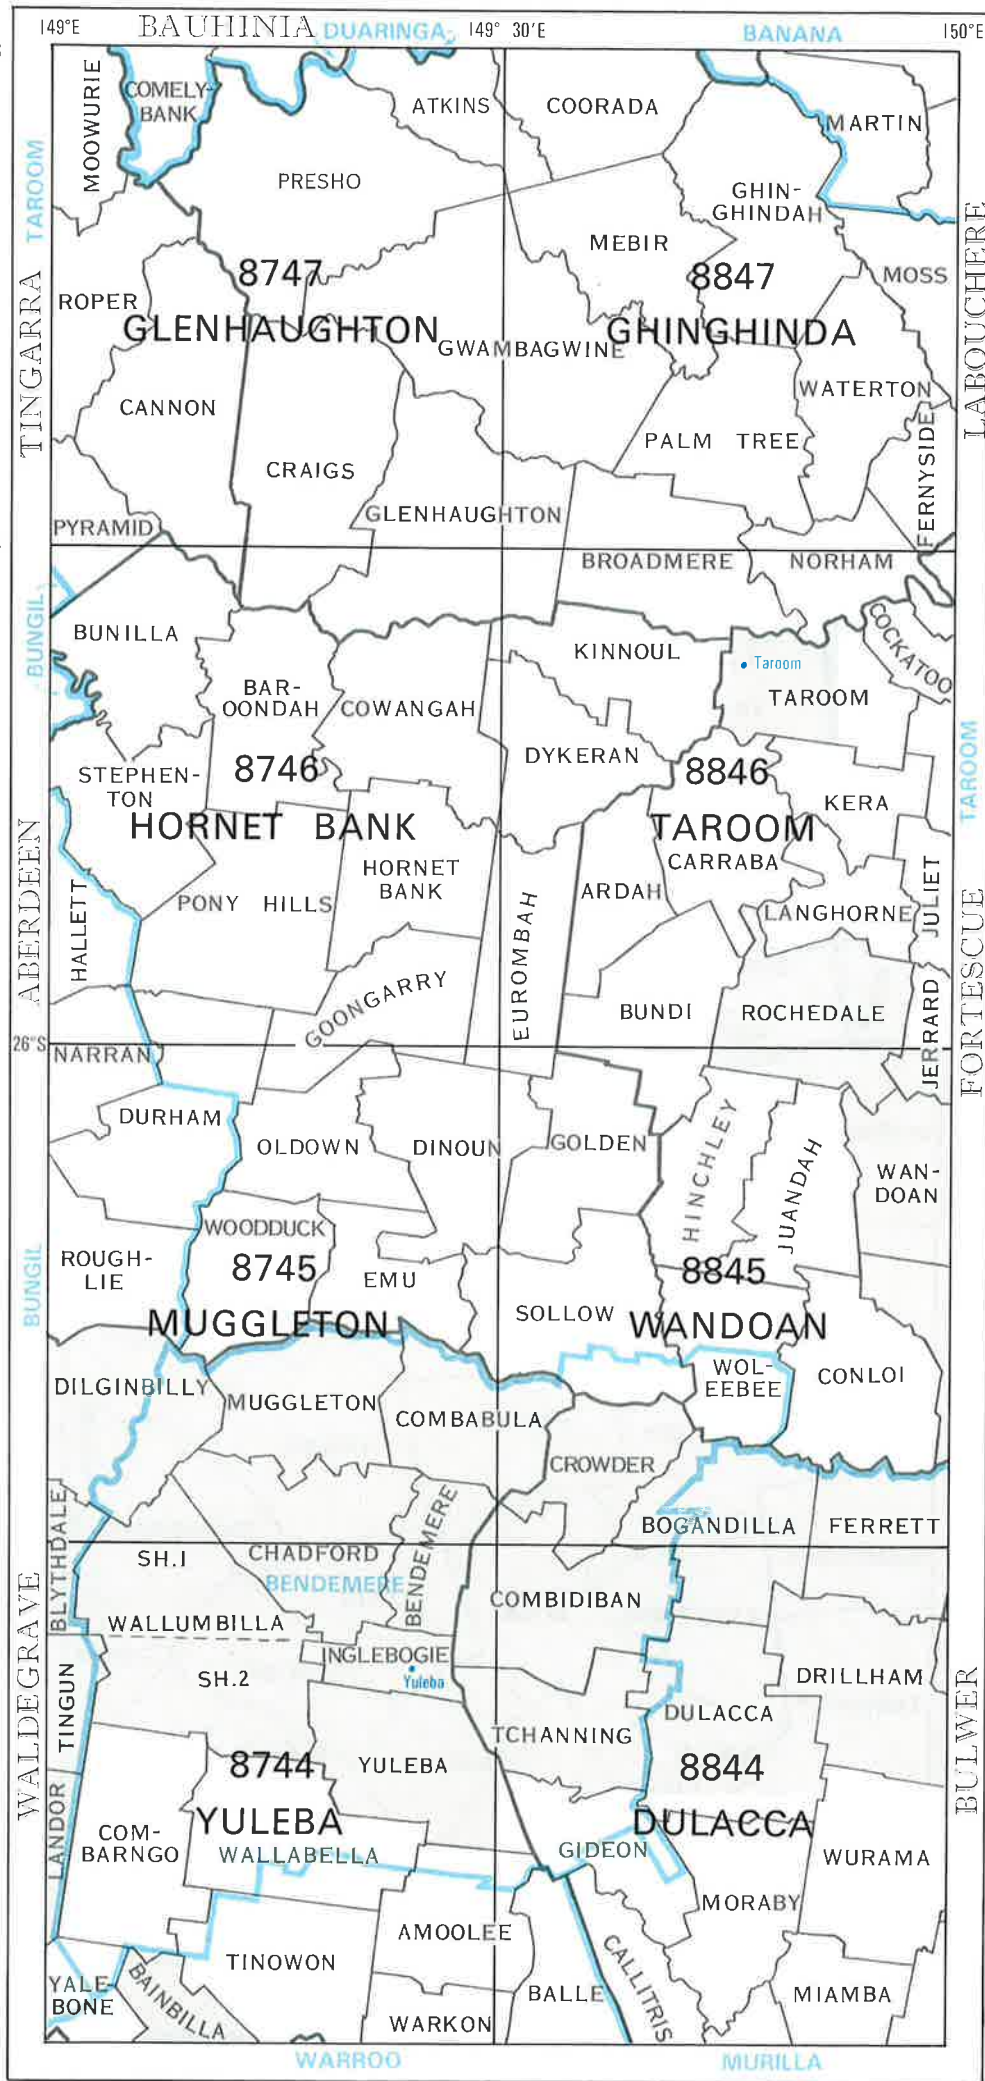 149°E
BAUHINIA
DUARINGA
149° 30'E
BANANA
150°E
MOOWURIE
COMELY-
BANK
ATKINS
COORADA
MARTIN
TAROOM
PRESHO
GHIN-
GHINDAH
MEBIR
LABOUCHERE
TINGARRA
8747
8847
MOSS
ROPER
GLENHAUGHTON
GWAMBAGWINE
GHINGHINDA
CANNON
WATERTON
PALM TREE
FERNYSIDE
CRAIGS
GLENHAUGHTON
PYRAMID
BROADMERE
NORHAM
BUNGIL
BUNILLA
KINNOUL
COCKATOO
Taroom
BAR-
OONDAH
COWANGAH
TAROOM
DYKERAN
TAROOM
STEPHEN-
TON
8746
8846
KERA
HORNET BANK
TAROOM
CARRABA
HORNET
BANK
ARDAH
JULIET
ABERDEEN
HALLETT
PONY HILLS
LANGHORNE
EUROMBAH
FORTESCUE
GOONGARRY
BUNDI
ROCHEDALE
JERRARD
26°S
NARRAN
DURHAM
OLDOWN
DINOUN
GOLDEN
HINCHLEY
JUANDAH
WAN-
DOAN
WOODDUCK
BUNGIL
ROUGH-
LIE
8745
EMU
8845
MUGGLETON
SOLLOW
WANDOAN
DILGINBILLY
WOL-
EEBEE
CONLOI
MUGGLETON
COMBABULA
CROWDER
BLYTHDALE
BENDEMERE
BOGANDILLA
FERRETT
SH.1
CHADFORD
BENDEMERE
COMBIDIBAN
WALLUMBILLA
WALDEGRAVE
INGLEBOGIE
Yuleba
TINGUN
SH.2
DRILLHAM
DULACCA
TCHANNING
BULWER
8744
YULEBA
8844
YULEBA
DULACCA
LANDOR
COM-
BARNGO
WALLABELLA
GIDEON
WURAMA
MORABY
AMOOLEE
TINOWON
CALLITRIS
YALE-
BONE
BAINBILLA
BALLE
MIAMBA
WARKON
WARROO
MURILLA